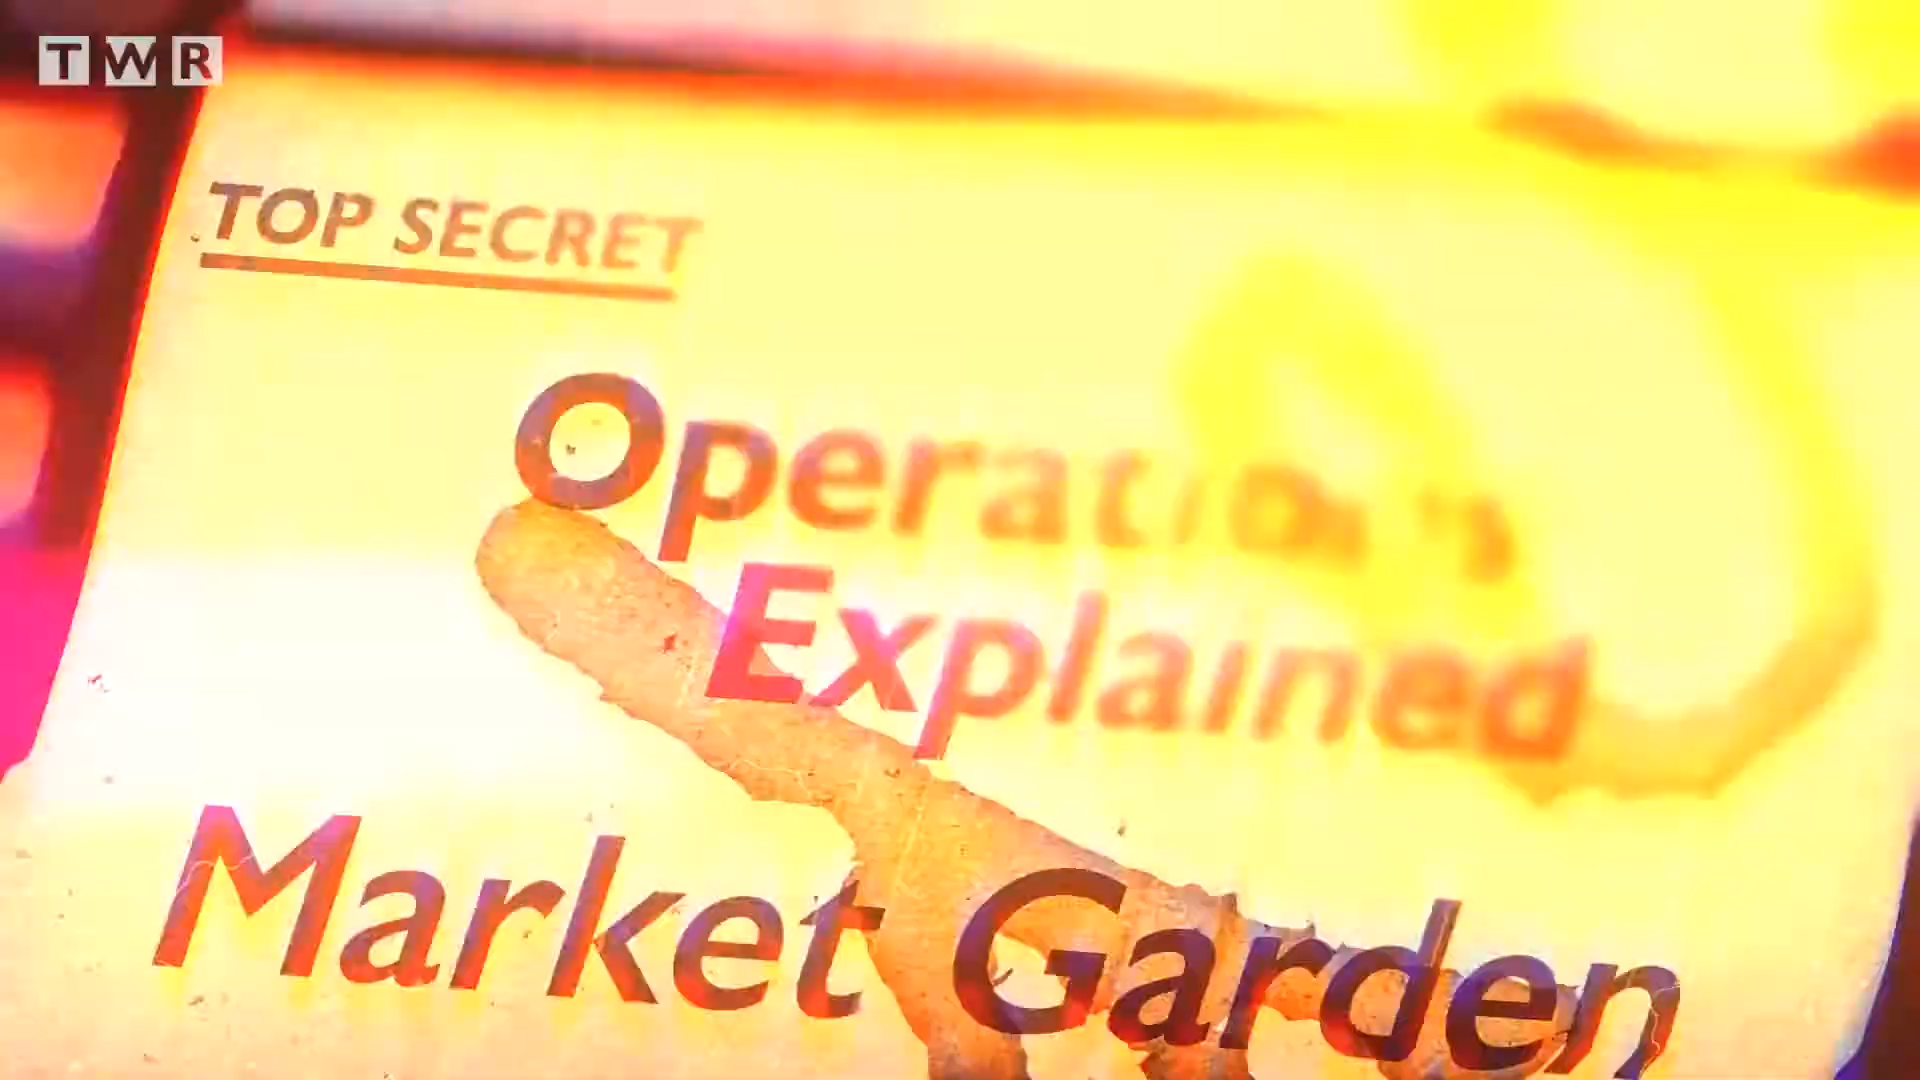 TWR
TOP SECRET
Operations
Explained
Market Garden